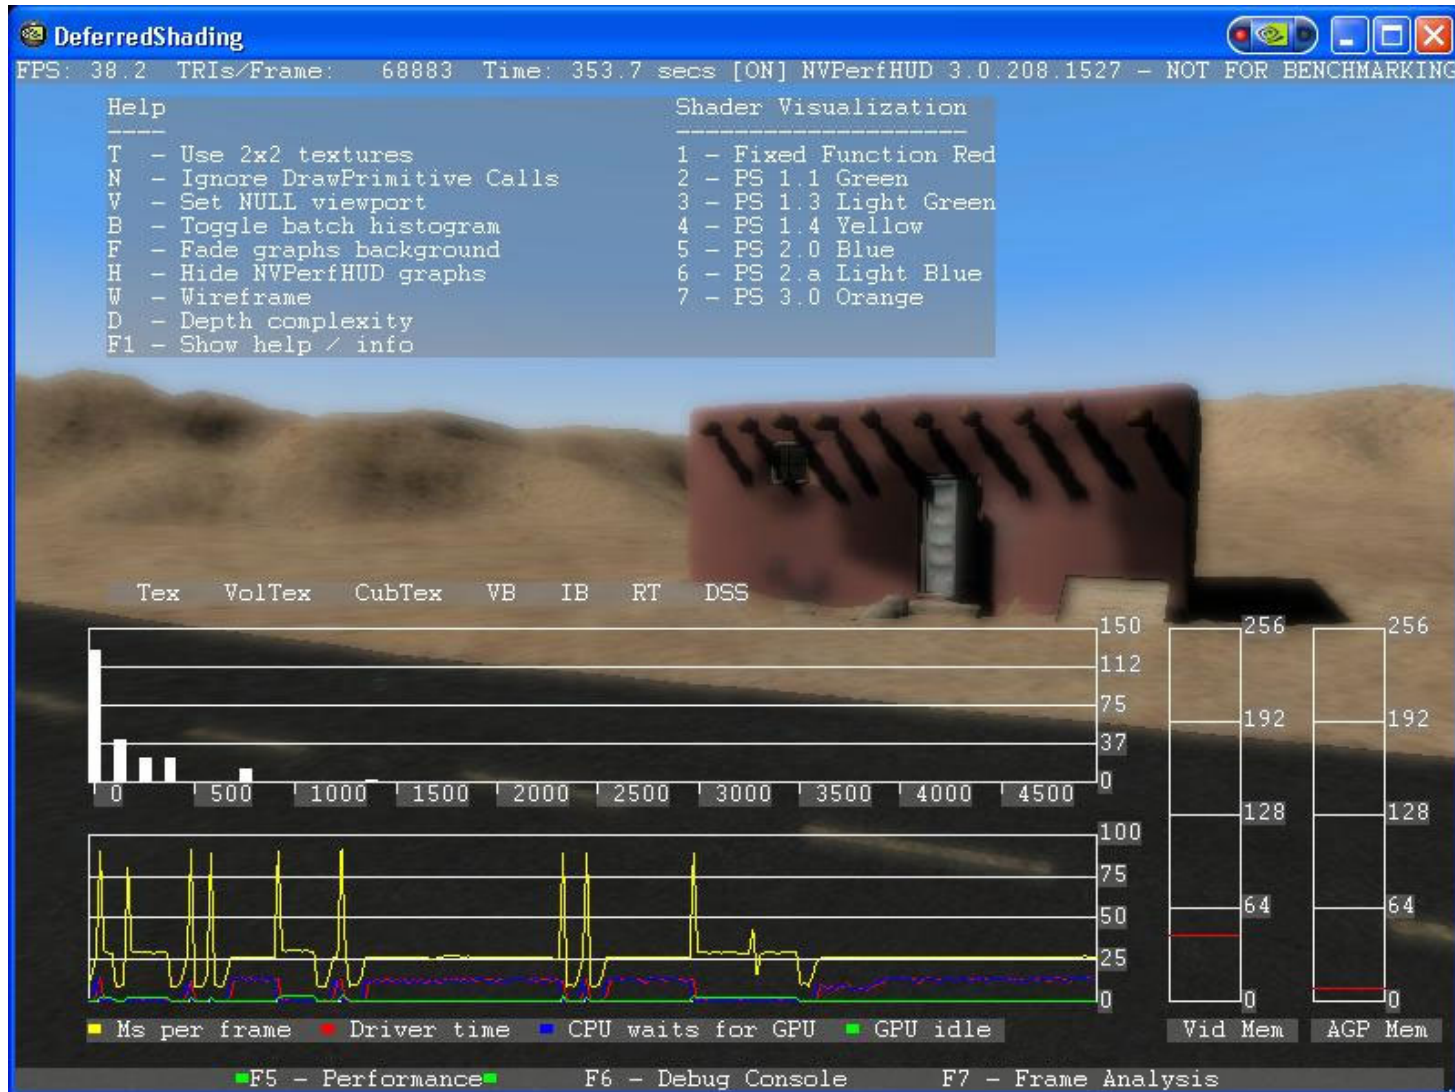 DeferredShading
FPS: 38.2 TRIs/Frame: 68883 Time: 353.7 secs [ON] NVPerfHUD 3.0.208.1527 - NOT FOR BENCHMARKING
Help
----
T - Use 2x2 textures
N - Ignore DrawPrimitive Calls
V - Set NULL viewport
B - Toggle batch histogram
F - Fade graphs background
H - Hide NVPerfHUD graphs
W - Wireframe
D - Depth complexity
F1 - Show help / info
Shader Visualization
--------------------
1 - Fixed Function Red
2 - PS 1.1 Green
3 - PS 1.3 Light Green
4 - PS 1.4 Yellow
5 - PS 2.0 Blue
6 - PS 2.a Light Blue
7 - PS 3.0 Orange
Tex VolTex CubTex VB IB RT DSS
150
112
75
37
0
0 500 1000 1500 2000 2500 3000 3500 4000 4500
100
75
50
25
0
Ms per frame Driver time CPU waits for GPU GPU idle
256
192
128
64
0
Vid Mem
256
192
128
64
0
AGP Mem
F5 - Performance F6 - Debug Console F7 - Frame Analysis